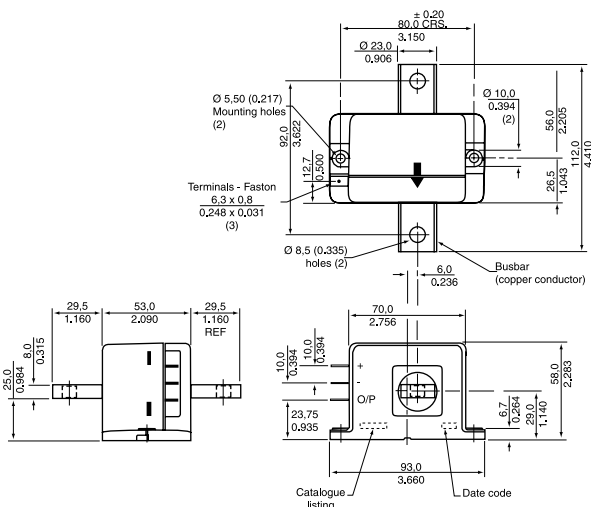 ± 0.20
80,0 CRS.
3.150
Ø 23,0
0.906
Ø 5,50 (0.217)
Mounting holes
(2)
Ø 10,0
0.394
(2)
92,0
3.622
56,0
2.205
112,0
4.410
12,7
0.500
26,5
1.043
Terminals - Faston
6,3 x 0,8
0.248 x 0.031
(3)
Ø 8,5 (0.335)
holes (2)
6,0
0.236
Busbar
(copper conductor)
29,5
1.160
53,0
2.090
29,5
1.160
REF
8,0
0.315
25,0
0.984
70,0
2.756
10,0
0.394
10,0
0.394
+
-
O/P
23,75
0.935
6,7
0.264
29,0
1.140
58,0
2.283
93,0
3.660
Catalogue
listing
Date code